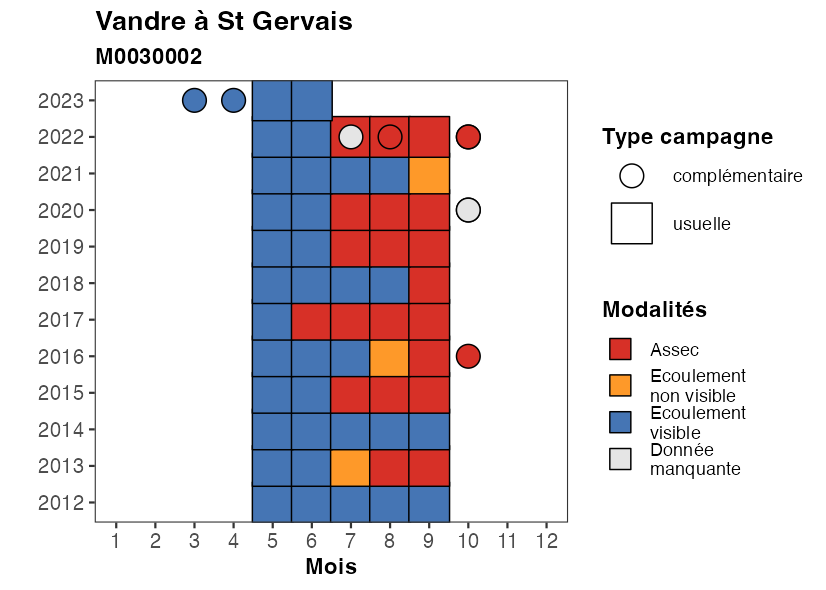 Vandre à St Gervais
M0030002
2023
2022
2021
2020
2019
2018
2017
2016
2015
2014
2013
2012
1 2 3 4 5 6 7 8 9 10 11 12
Mois
Type campagne
complémentaire
usuelle
Modalités
Assec
Ecoulement
non visible
Ecoulement
visible
Donnée
manquante